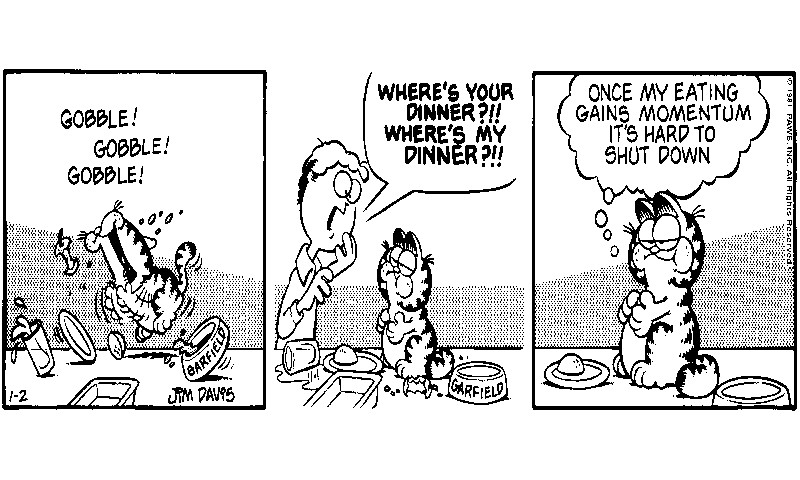 GOBBLE!
GOBBLE!
GOBBLE!
GARFIELD
1-2
JIM DAVIS
WHERE'S YOUR
DINNER?!!
WHERE'S MY
DINNER?!!
GARFIELD
ONCE MY EATING
GAINS MOMENTUM
IT'S HARD TO
SHUT DOWN
© 1981 PAWS, INC. All Rights Reserved.